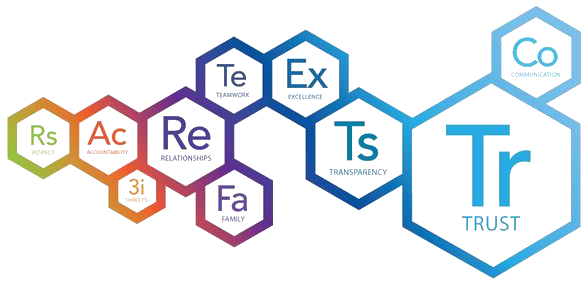 Rs
RESPECT
Ac
ACCOUNTABILITY
3i
THREE I'S
Re
RELATIONSHIPS
Te
TEAMWORK
Fa
FAMILY
Ex
EXCELLENCE
Ts
TRANSPARENCY
Co
COMMUNICATION
Tr
TRUST